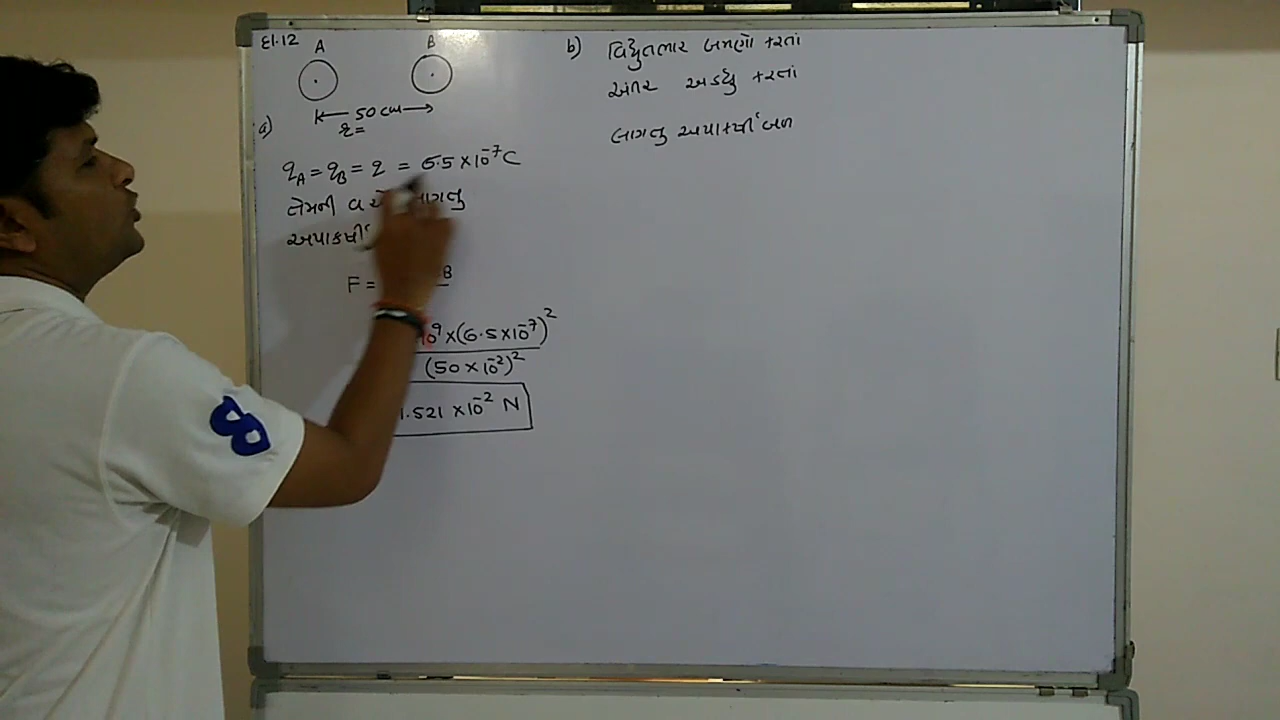 દા.12
A B
50 cm
r =
a)
q_A = q_B = q = 6.5 × 10⁻⁷ C
તેમની
અપાકર્ષી
F = B
10⁹ × (6.5 × 10⁻⁷)²
(50 × 10⁻²)²
1.521 × 10⁻² N
b) વિદ્યુતભાર બમણો કરતાં
અંતર અડધુ કરતાં
લાગતુ અપાકર્ષી બળ
8